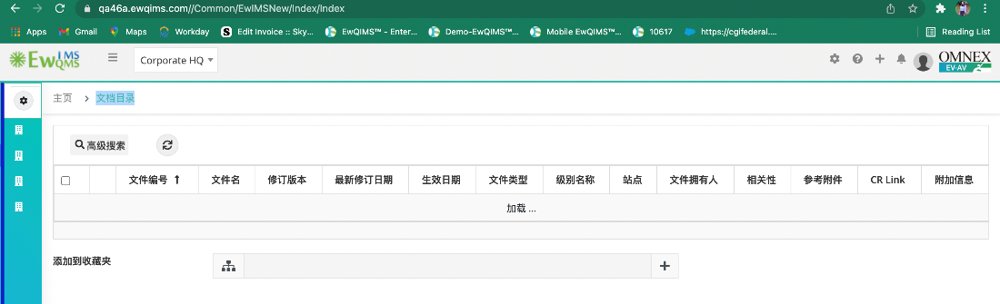 qa46a.ewqims.com//Common/EwIMSNew/Index/Index
Apps Gmail Maps Workday Edit Invoice :: Sky... EwQIMS™ - Enter... Demo-EwQIMS™... Mobile EwQIMS™... 10617 https://cgifederal.... Reading List
EwIMS QMS Corporate HQ OMNEX
EV-AV
主页 > 文档目录
高级搜索
文件编号 ↑ 文件名 修订版本 最新修订日期 生效日期 文件类型 级别名称 站点 文件拥有人 相关性 参考附件 CR Link 附加信息
加载 ...
添加到收藏夹